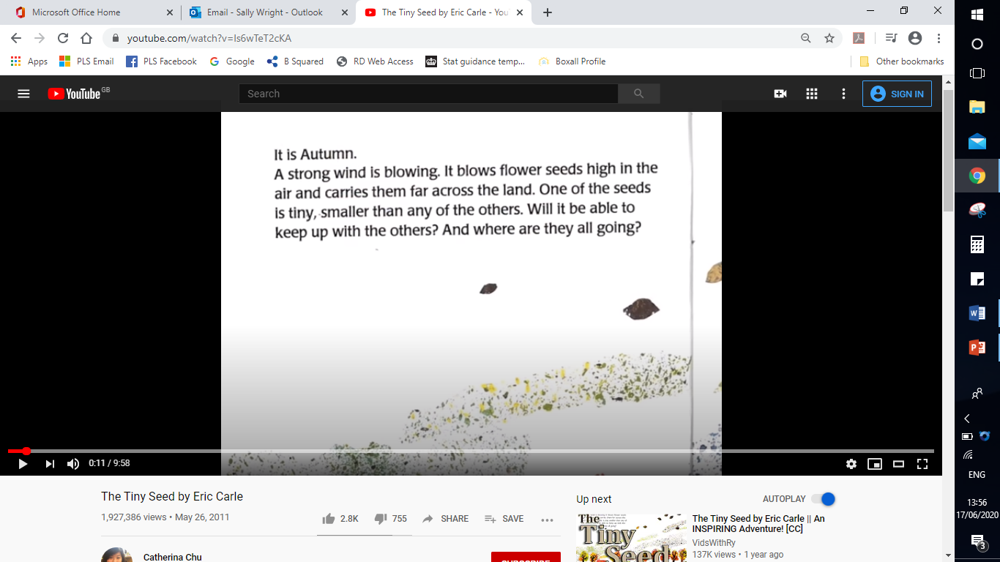 Microsoft Office Home
Email - Sally Wright - Outlook
The Tiny Seed by Eric Carle - You
youtube.com/watch?v=Is6wTeT2cKA
Apps PLS Email PLS Facebook Google B Squared RD Web Access Stat guidance temp... Boxall Profile Other bookmarks
YouTube GB
Search
SIGN IN
It is Autumn.
A strong wind is blowing. It blows flower seeds high in the
air and carries them far across the land. One of the seeds
is tiny, smaller than any of the others. Will it be able to
keep up with the others? And where are they all going?
0:11 / 9:58
The Tiny Seed by Eric Carle
1,927,386 views • May 26, 2011
2.8K 755 SHARE SAVE
Catherina Chu
SUBSCRIBE
Up next
AUTOPLAY
The Tiny Seed
The Tiny Seed by Eric Carle || An
INSPIRING Adventure! [CC]
VidsWithRy
137K views • 1 year ago
ENG
13:56
17/06/2020
3